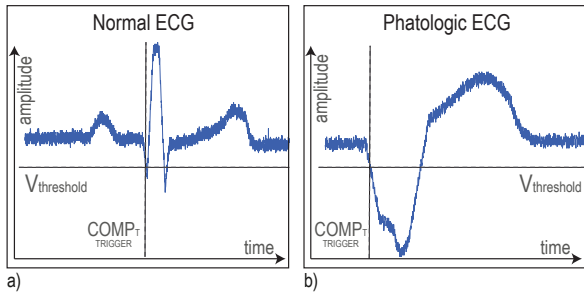 Normal ECG
amplitude
Vthreshold
COMPT
TRIGGER
time
a)
Phatologic ECG
amplitude
Vthreshold
COMPT
TRIGGER
time
b)